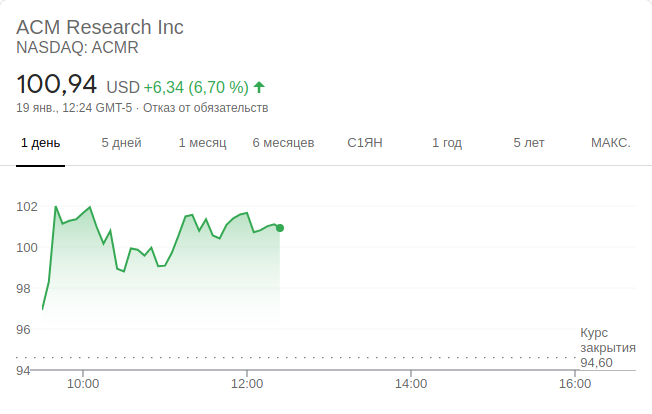 ACM Research Inc
NASDAQ: ACMR
100,94 USD +6,34 (6,70 %)
19 янв., 12:24 GMT-5 · Отказ от обязательств
1 день 5 дней 1 месяц 6 месяцев С1ЯН 1 год 5 лет МАКС.
102
100
98
96
Курс
закрытия
94,60
94
10:00 12:00 14:00 16:00